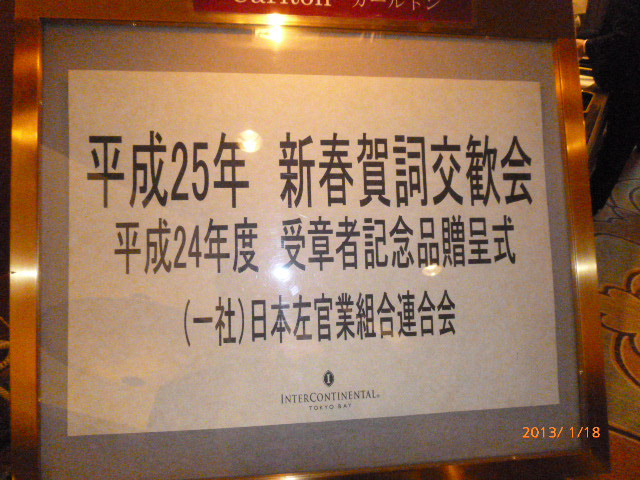 Carlton カールトン
平成25年 新春賀詞交歓会
平成24年度 受章者記念品贈呈式
(一社)日本左官業組合連合会
INTERCONTINENTAL®
TOKYO BAY
2013/ 1/18